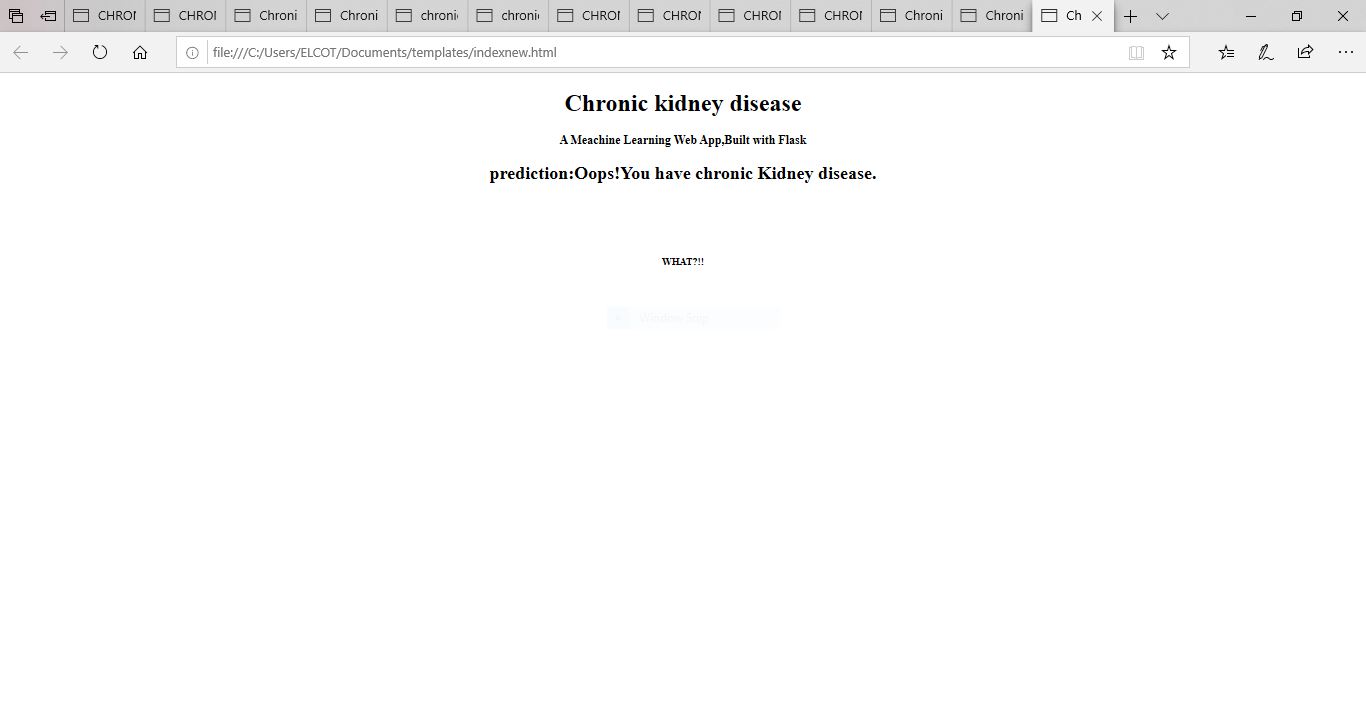 CHRO
CHRO
Chroni
Chroni
chroni
chroni
CHRO
CHRO
CHRO
CHRO
Chroni
Chroni
Ch
file:///C:/Users/ELCOT/Documents/templates/indexnew.html
Chronic kidney disease
A Meachine Learning Web App,Built with Flask
prediction:Oops!You have chronic Kidney disease.
WHAT?!!
Window Snip